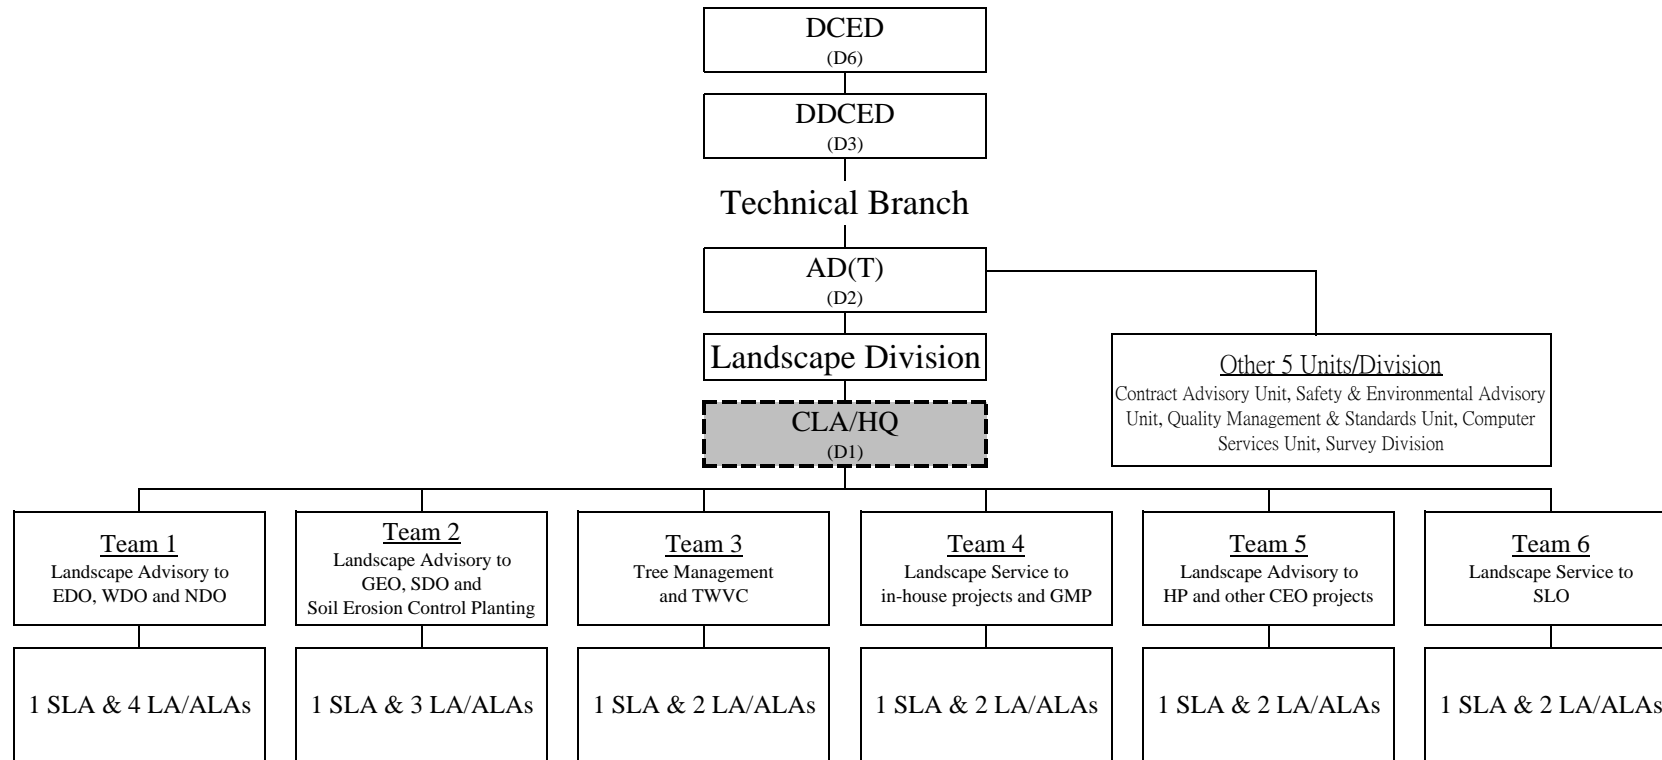 DCED
(D6)
DDCED
(D3)
Technical Branch
AD(T)
(D2)
Landscape Division
CLA/HQ
(D1)
Other 5 Units/Division
Contract Advisory Unit, Safety & Environmental Advisory
Unit, Quality Management & Standards Unit, Computer
Services Unit, Survey Division
Team 1
Landscape Advisory to
EDO, WDO and NDO
1 SLA & 4 LA/ALAs
Team 2
Landscape Advisory to
GEO, SDO and
Soil Erosion Control Planting
1 SLA & 3 LA/ALAs
Team 3
Tree Management
and TWVC
1 SLA & 2 LA/ALAs
Team 4
Landscape Service to
in-house projects and GMP
1 SLA & 2 LA/ALAs
Team 5
Landscape Advisory to
HP and other CEO projects
1 SLA & 2 LA/ALAs
Team 6
Landscape Service to
SLO
1 SLA & 2 LA/ALAs